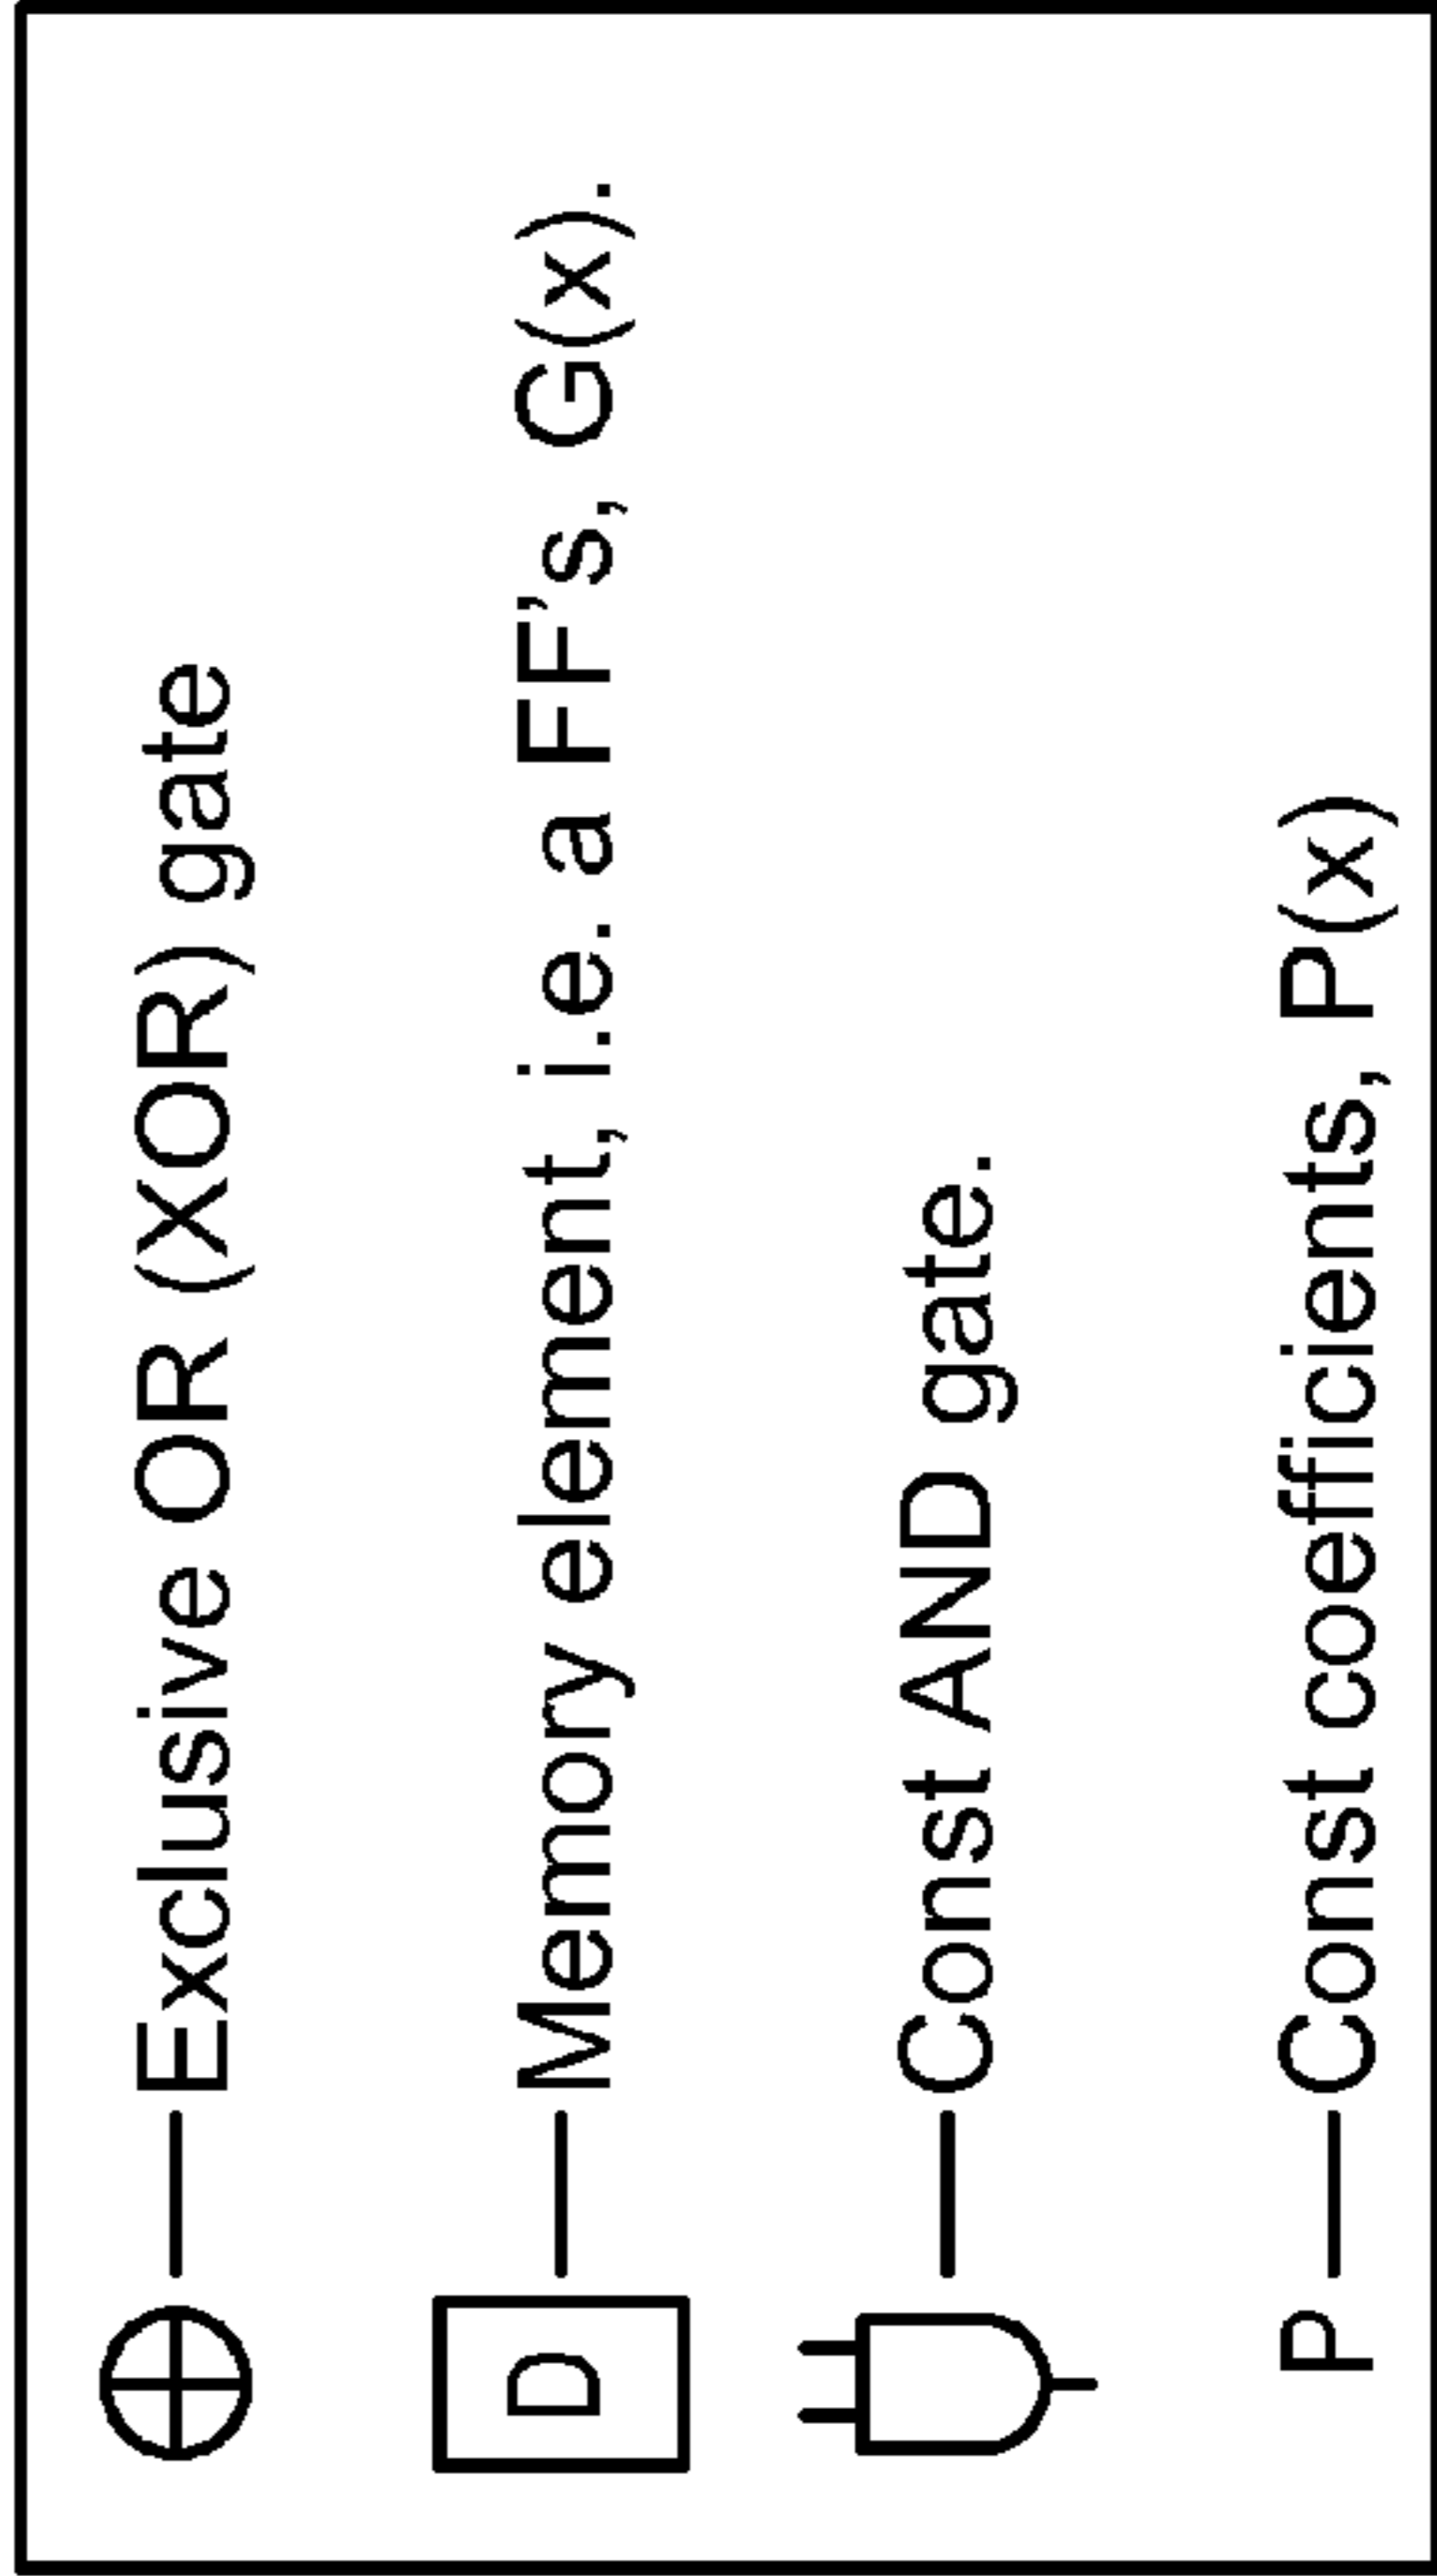 ⊕ — Exclusive OR (XOR) gate
D — Memory element, i.e. a FF's, G(x).
— Const AND gate.
P — Const coefficients, P(x)